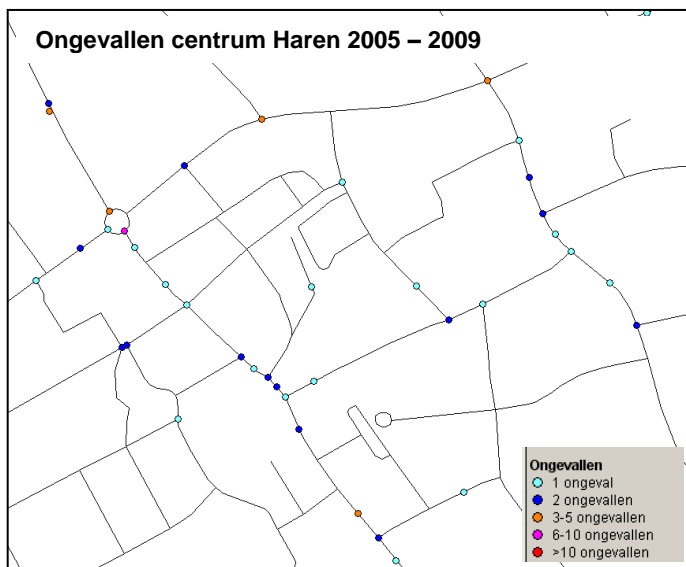 Ongevallen centrum Haren 2005 – 2009
Ongevallen
1 ongeval
2 ongevallen
3-5 ongevallen
6-10 ongevallen
>10 ongevallen